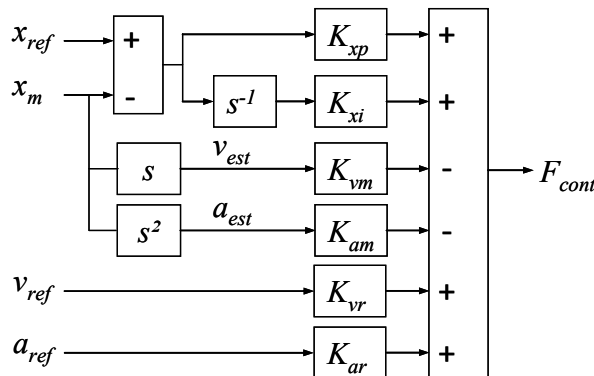 x_ref + K_xp +
x_m - s^-1 K_xi +
s v_est K_vm - F_cont
s^2 a_est K_am -
v_ref K_vr +
a_ref K_ar +